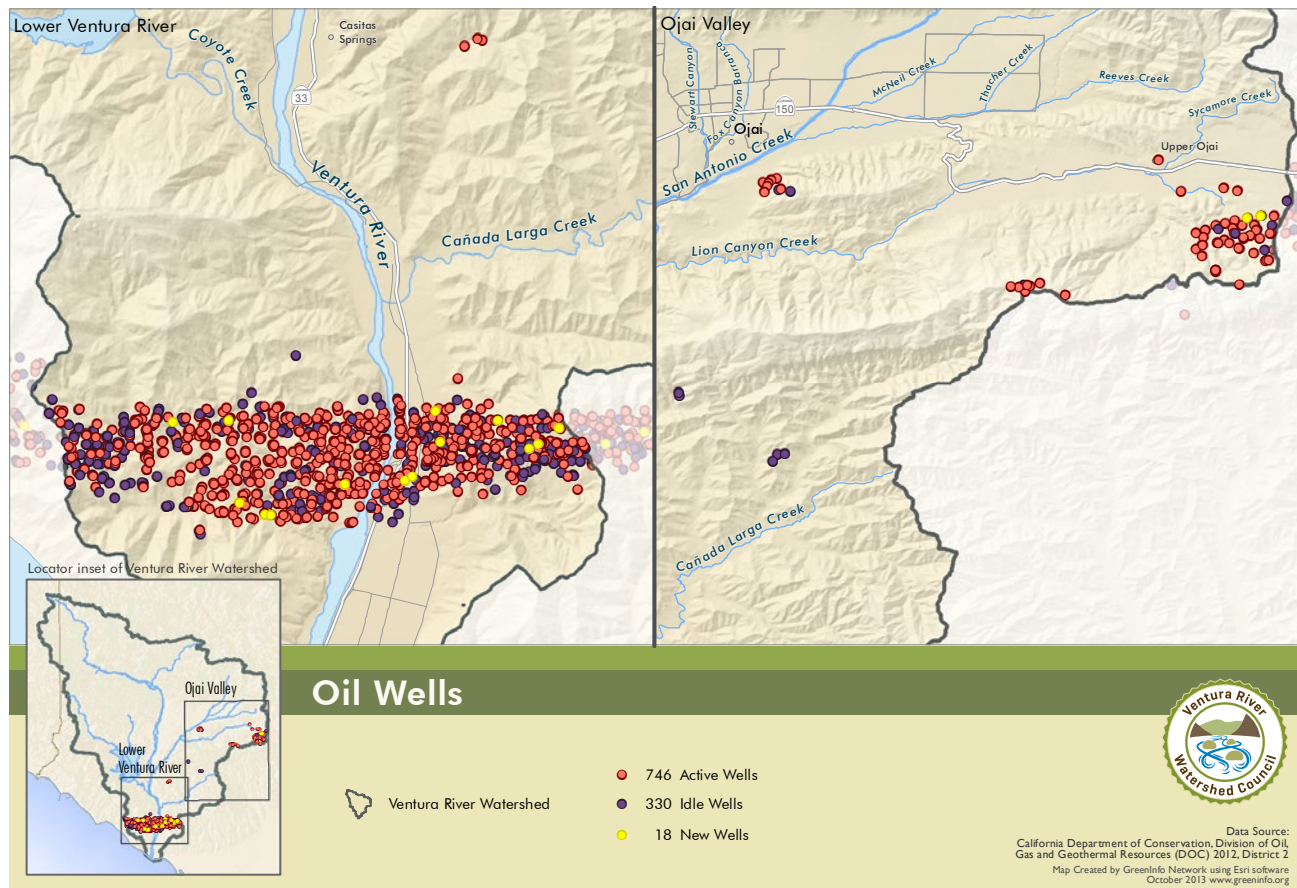 Lower Ventura River
Casitas
Springs
Coyote Creek
33
Ventura River
Cañada Larga Creek
Ojai Valley
Stewart Canyon
Fox Canyon Barranca
Ojai
150
San Antonio Creek
McNeil Creek
Thacher Creek
Reeves Creek
Sycamore Creek
Upper Ojai
Lion Canyon Creek
Cañada Larga Creek
Locator inset of Ventura River Watershed
Ojai Valley
Lower
Ventura River
Oil Wells
Ventura River Watershed
746 Active Wells
330 Idle Wells
18 New Wells
Ventura River
Watershed Council
Data Source:
California Department of Conservation, Division of Oil,
Gas and Geothermal Resources (DOC) 2012, District 2
Map Created by GreenInfo Network using Esri software
October 2013 www.greeninfo.org